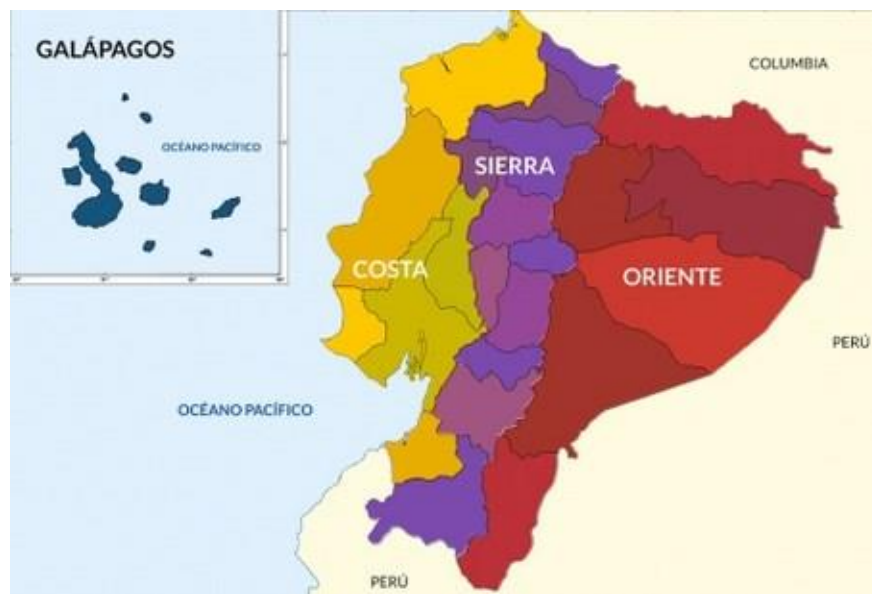 GALÁPAGOS
OCÉANO PACÍFICO
COLUMBIA
SIERRA
COSTA
ORIENTE
PERÚ
OCÉANO PACÍFICO
PERÚ